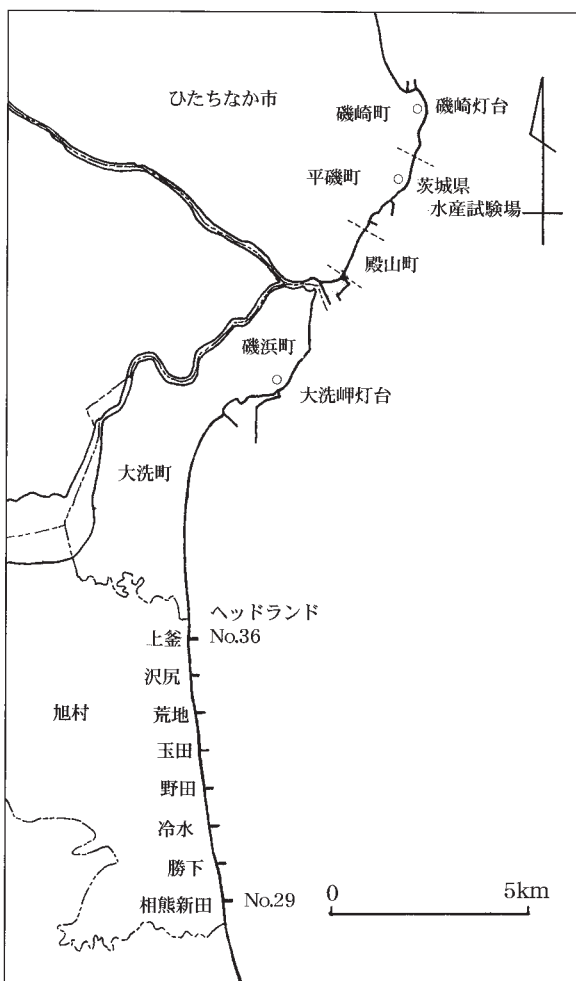 ひたちなか市
磯崎町
磯崎灯台
平磯町
茨城県
水産試験場
殿山町
磯浜町
大洗岬灯台
大洗町
ヘッドランド
上釜
No.36
沢尻
旭村
荒地
玉田
野田
冷水
勝下
相熊新田
No.29
0
5km